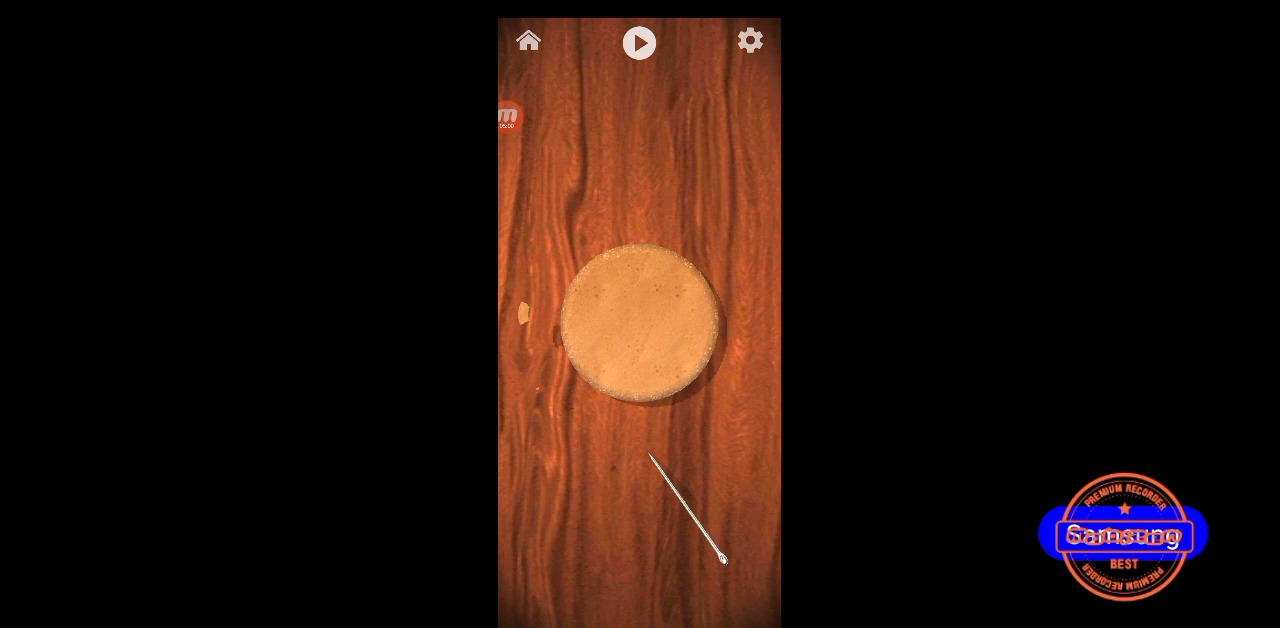 m
PREMIUM RECORDER
Samsung
BEST
PREMIUM RECORDER